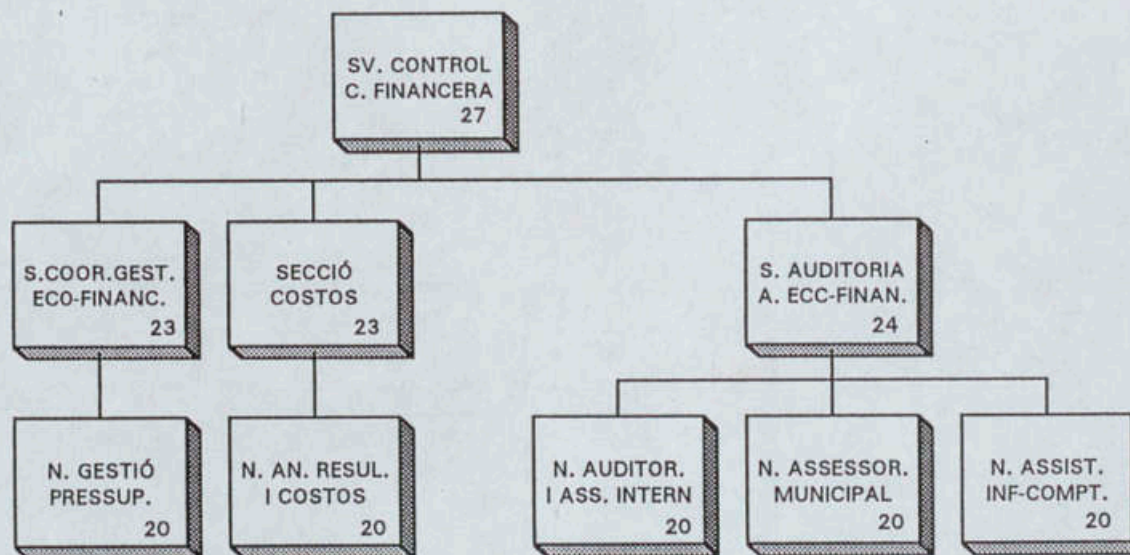 SV. CONTROL
C. FINANCERA
27
S.COOR.GEST.
ECO-FINANC.
23
SECCIÓ
COSTOS
23
S. AUDITORIA
A. ECC-FINAN.
24
N. GESTIÓ
PRESSUP.
20
N. AN. RESUL.
I COSTOS
20
N. AUDITOR.
I ASS. INTERN
20
N. ASSESSOR.
MUNICIPAL
20
N. ASSIST.
INF-COMPT.
20